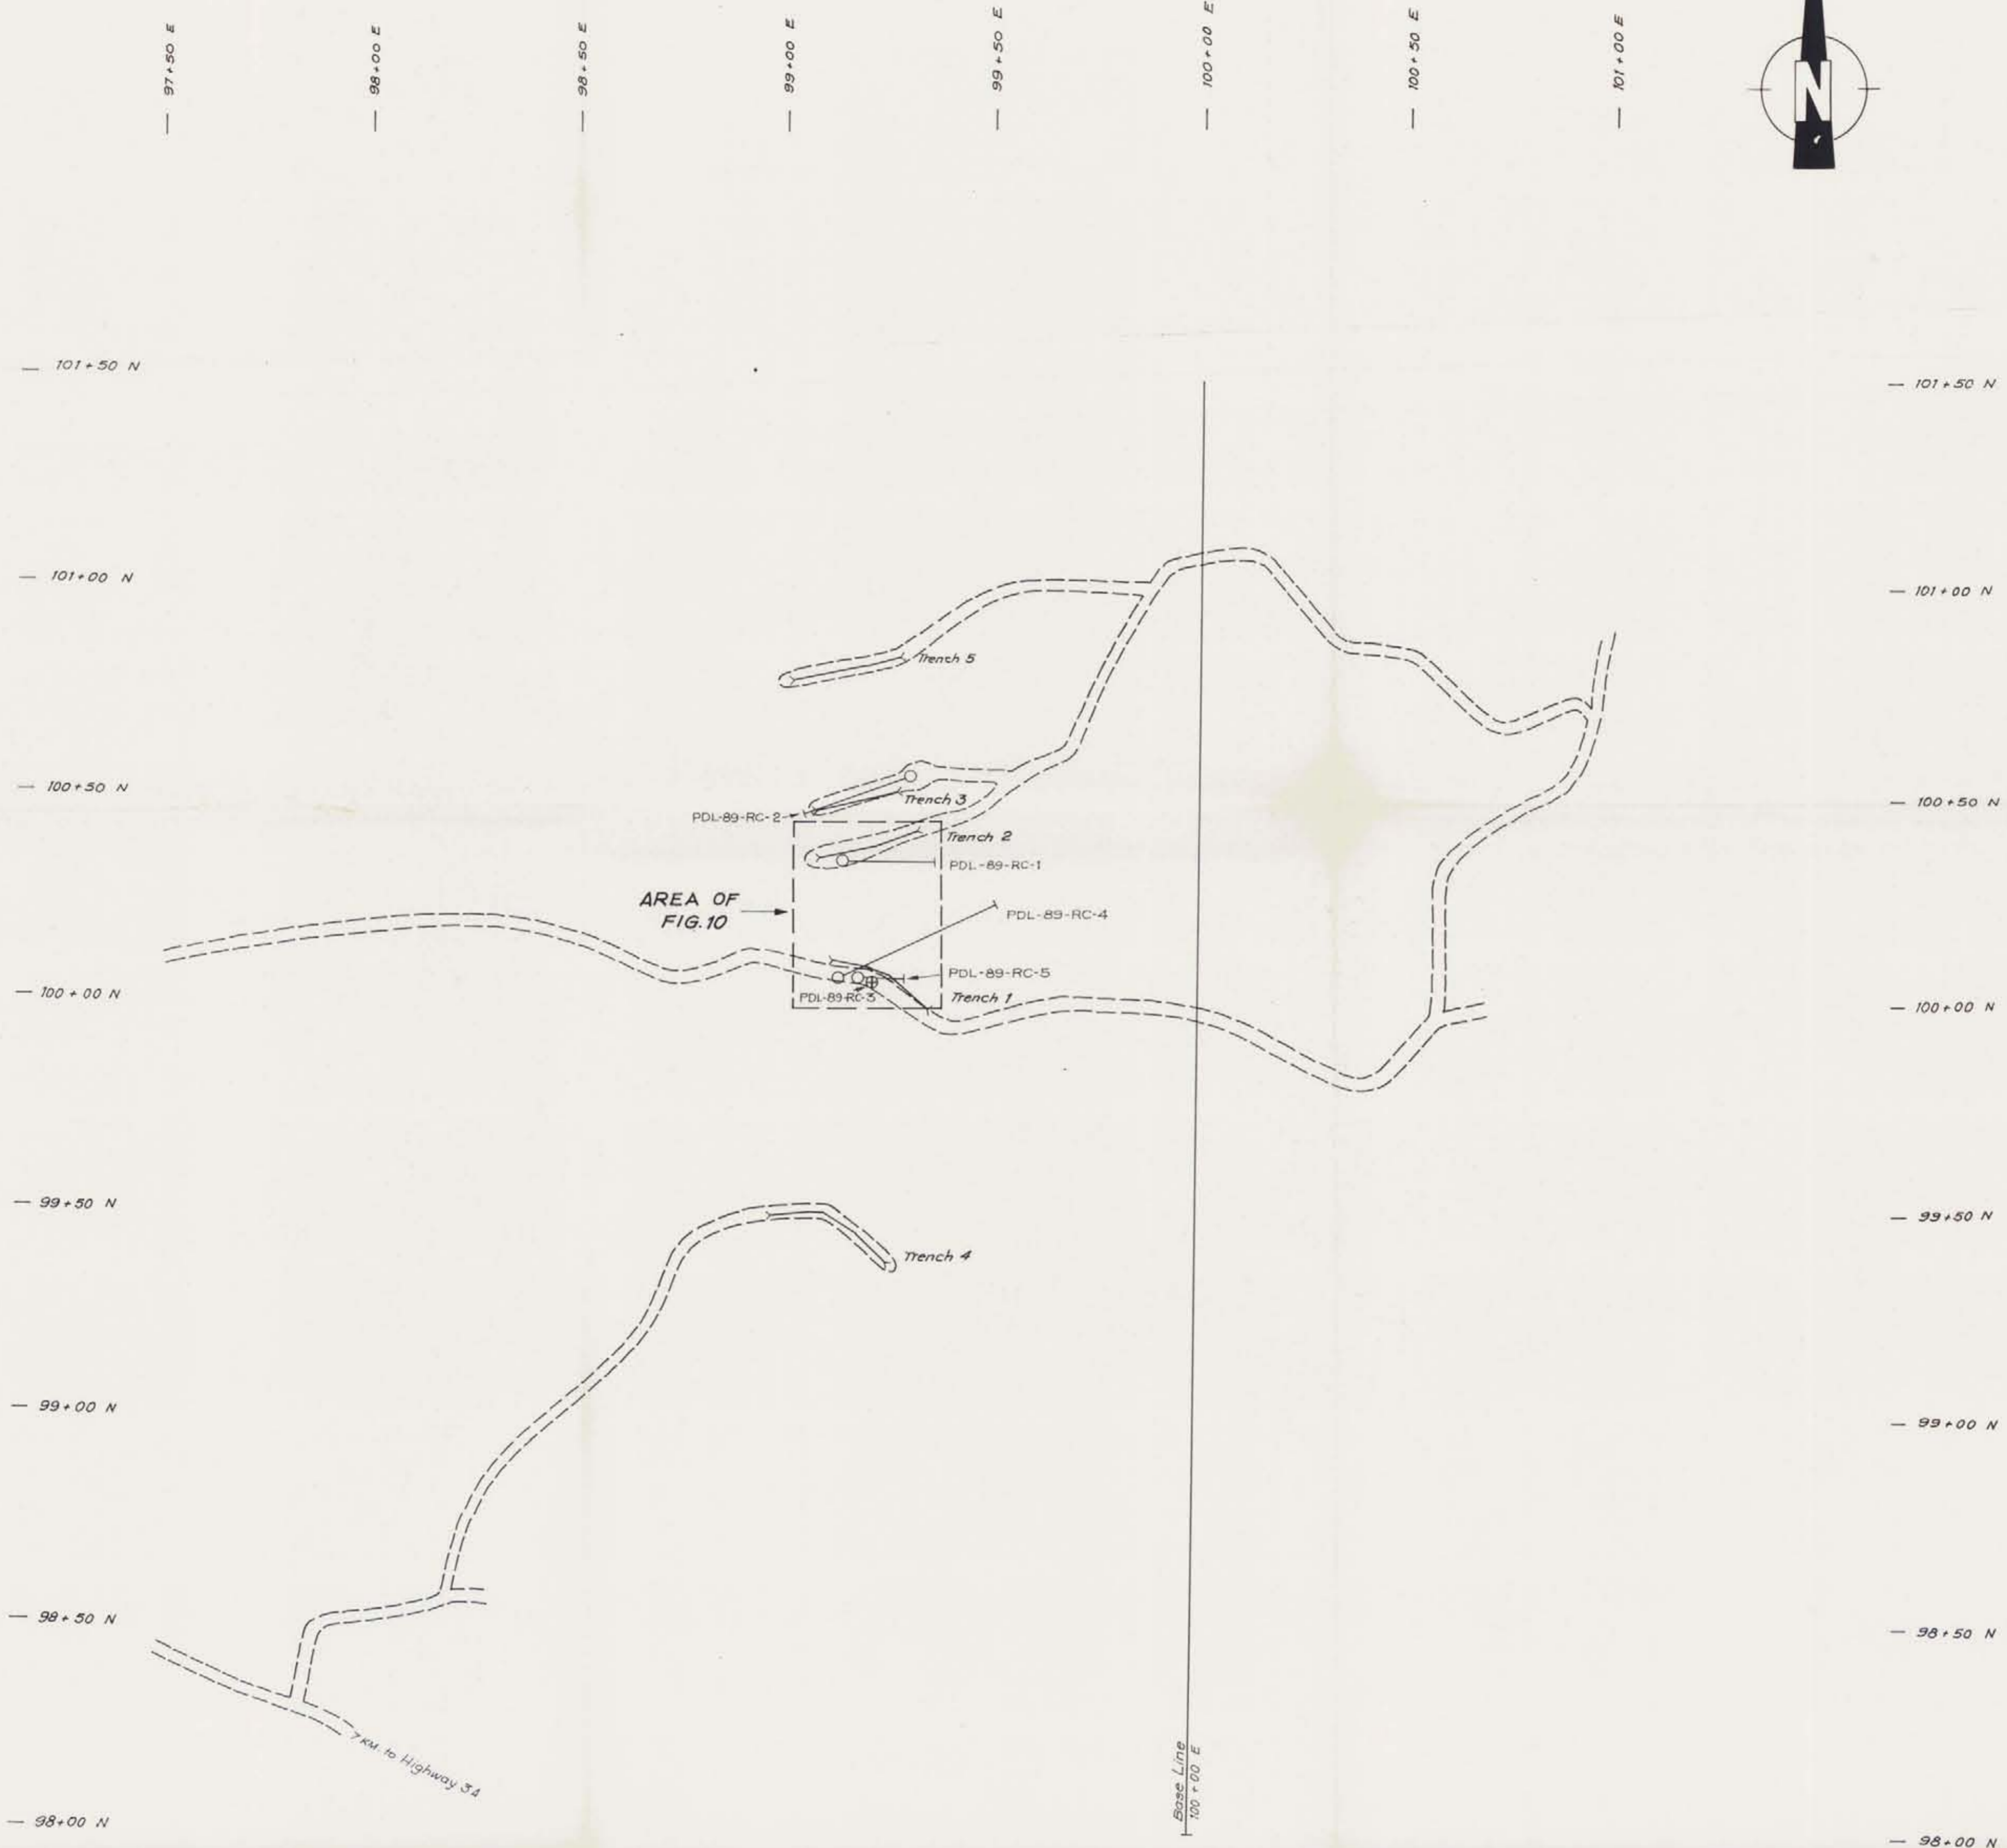 97+50 E
98+00 E
98+50 E
99+00 E
99+50 E
100+00 E
100+50 E
101+00 E
N
101+50 N
101+50 N
101+00 N
101+00 N
Trench 5
100+50 N
100+50 N
Trench 3
PDL-89-RC-2
Trench 2
PDL-89-RC-1
AREA OF
FIG.10
PDL-89-RC-4
PDL-89-RC-5
PDL-89-RC-3
Trench 1
100+00 N
100+00 N
99+50 N
99+50 N
Trench 4
99+00 N
99+00 N
98+50 N
98+50 N
7 KM. to Highway 3A
Base Line
100+00 E
98+00 N
98+00 N